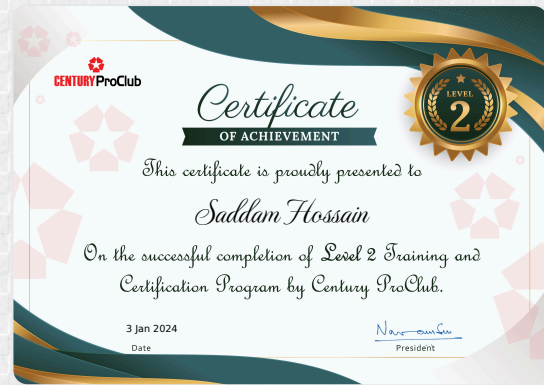 CENTURY ProClub
Certificate
OF ACHIEVEMENT
LEVEL
2
This certificate is proudly presented to
Saddam Hossain
On the successful completion of Level 2 Training and
Certification Program by Century ProClub.
3 Jan 2024
Date
President